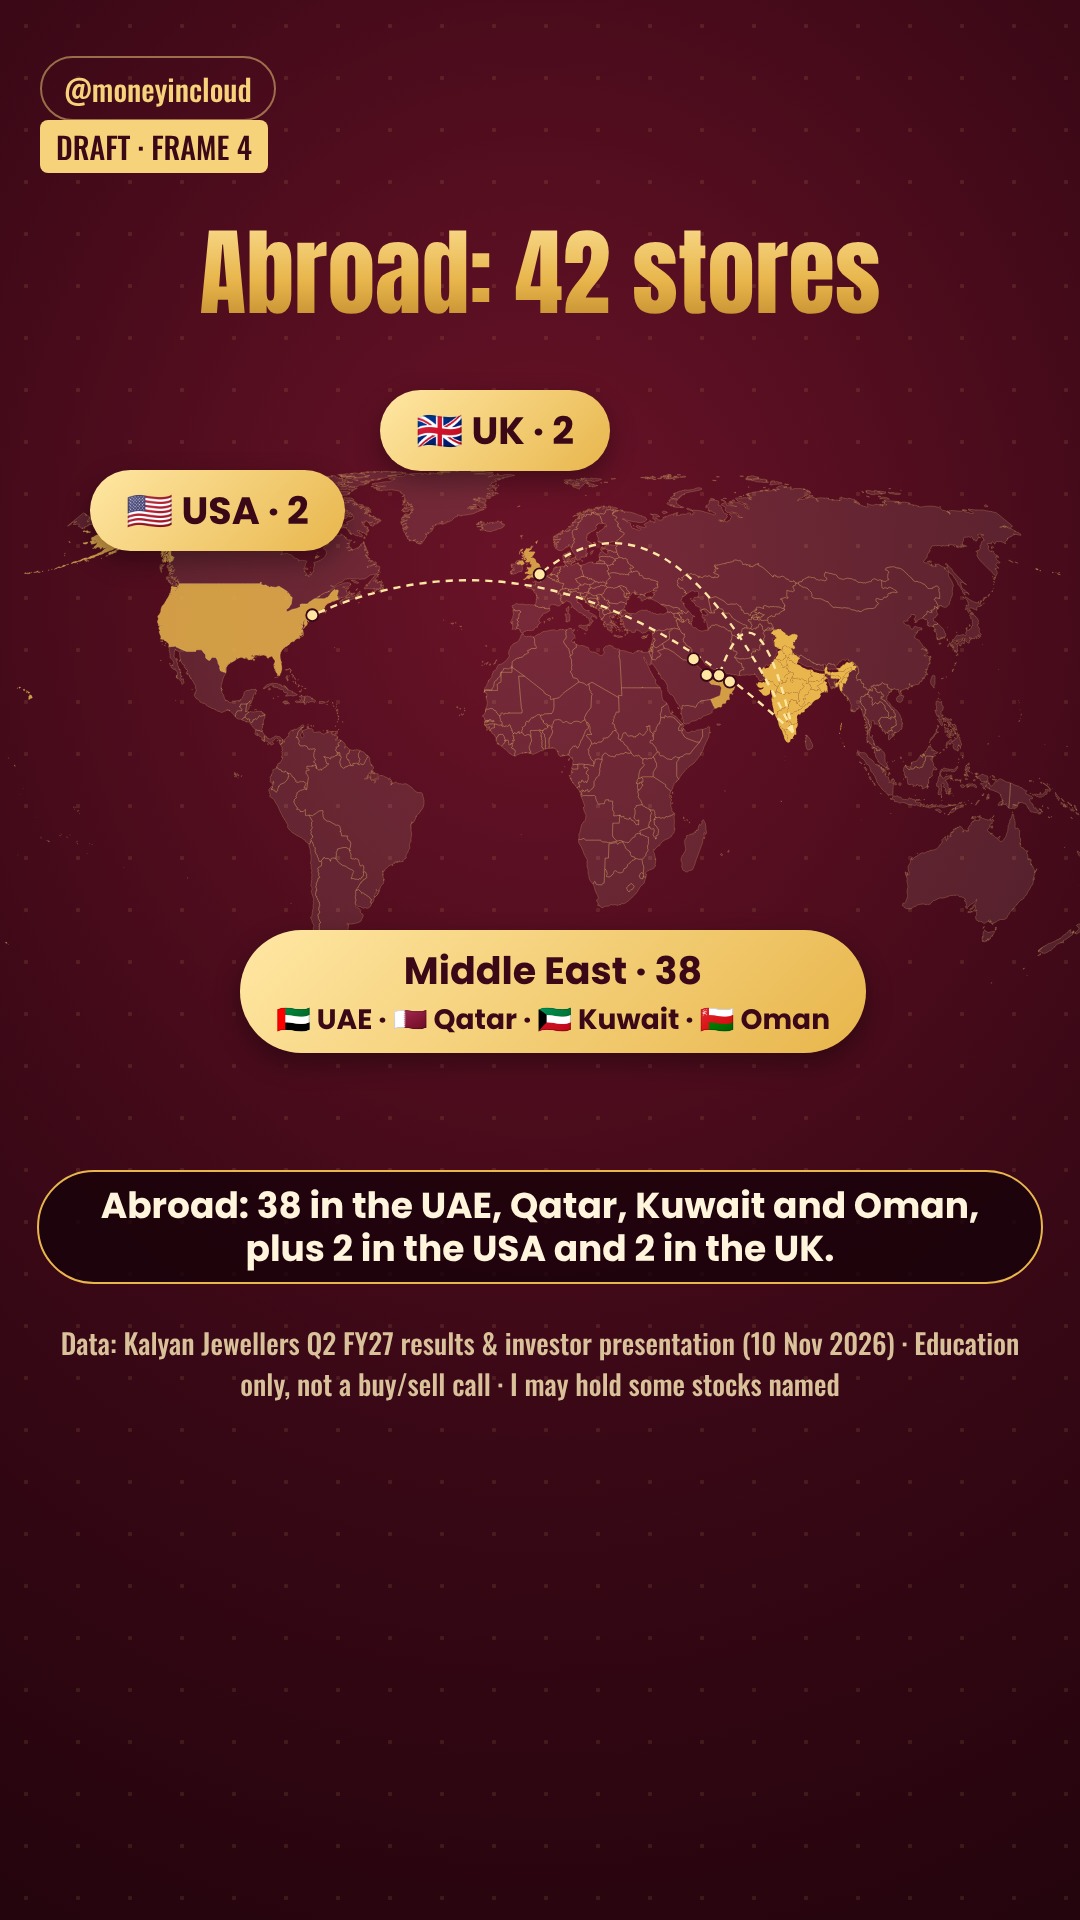 @moneyincloud
DRAFT · FRAME 4
Abroad: 42 stores
🇬🇧 UK · 2
🇺🇸 USA · 2
Middle East · 38
🇦🇪 UAE · 🇶🇦 Qatar · 🇰🇼 Kuwait · 🇴🇲 Oman
Abroad: 38 in the UAE, Qatar, Kuwait and Oman,
plus 2 in the USA and 2 in the UK.
Data: Kalyan Jewellers Q2 FY27 results & investor presentation (10 Nov 2026) · Education
only, not a buy/sell call · I may hold some stocks named